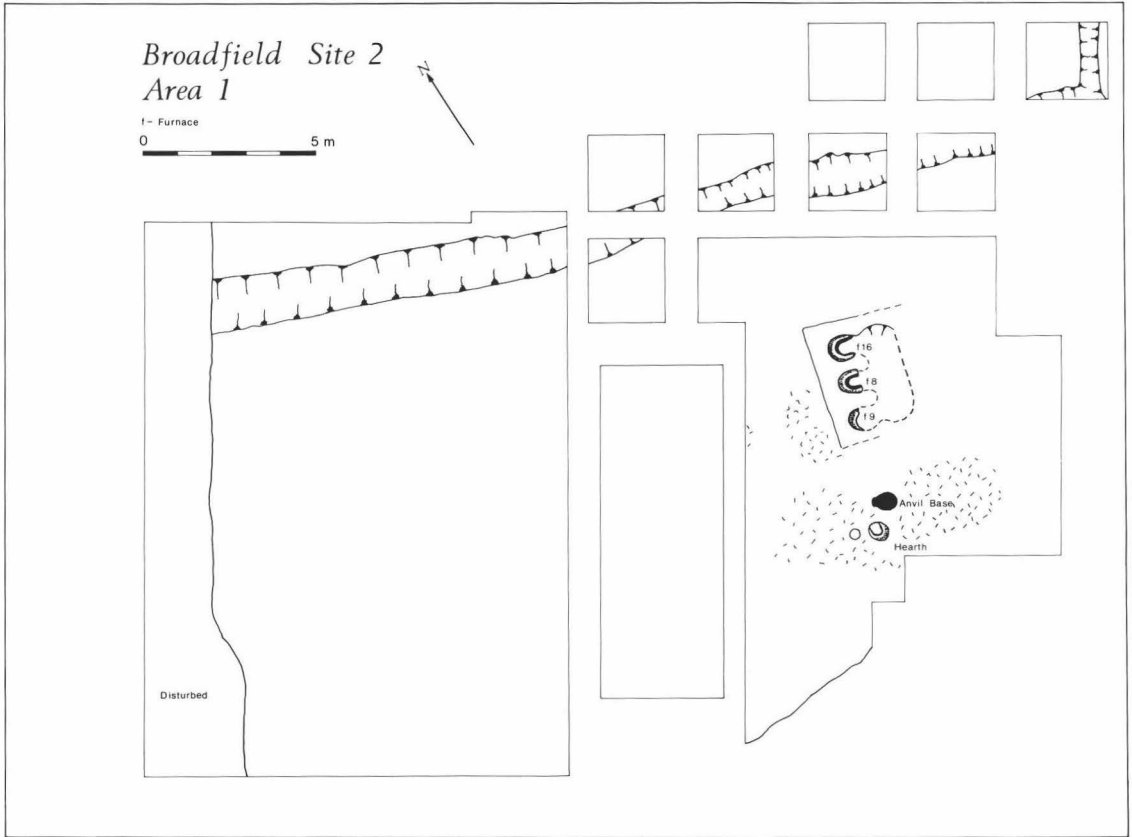 Broadfield Site 2
Area 1
N
f - Furnace
0 5 m
f16
f8
f9
Anvil Base
Hearth
Disturbed